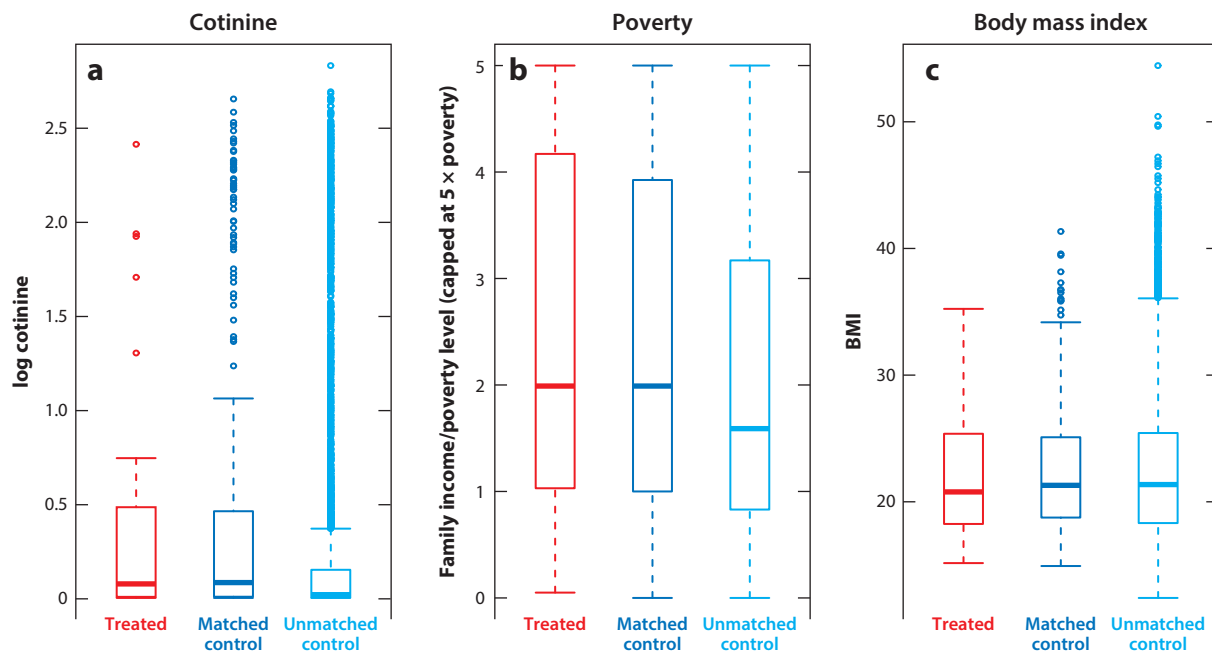 Cotinine
a
log cotinine
2.5
2.0
1.5
1.0
0.5
0
Treated
Matched
control
Unmatched
control
Poverty
b
Family income/poverty level (capped at 5 × poverty)
5
4
3
2
1
0
Treated
Matched
control
Unmatched
control
Body mass index
c
BMI
50
40
30
20
Treated
Matched
control
Unmatched
control